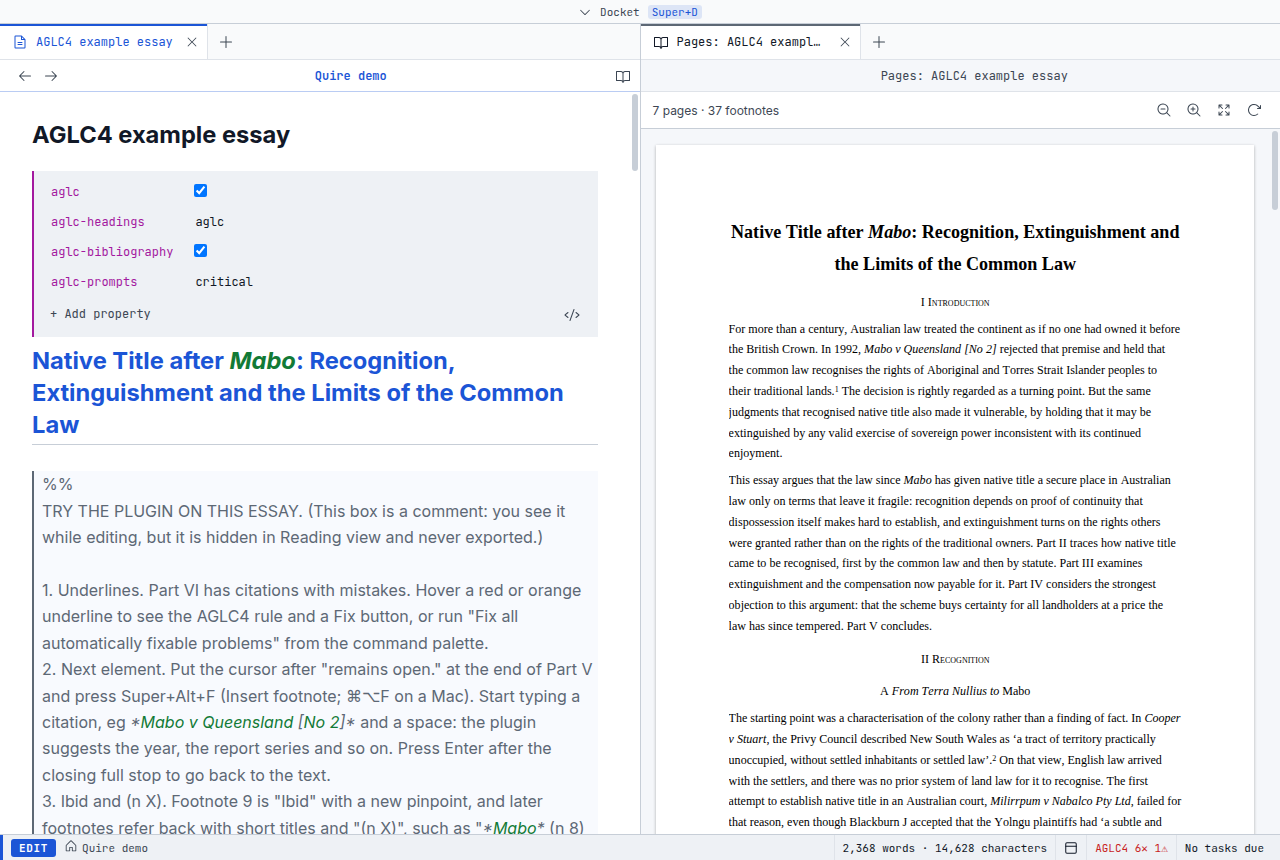 Docket Super+D
AGLC4 example essay
Pages: AGLC4 exampl…
Quire demo
Pages: AGLC4 example essay
7 pages · 37 footnotes
AGLC4 example essay
aglc
aglc-headings aglc
aglc-bibliography
aglc-prompts critical
+ Add property
Native Title after Mabo: Recognition,
Extinguishment and the Limits of the Common
Law
%%
TRY THE PLUGIN ON THIS ESSAY. (This box is a comment: you see it
while editing, but it is hidden in Reading view and never exported.)
1. Underlines. Part VI has citations with mistakes. Hover a red or orange
underline to see the AGLC4 rule and a Fix button, or run "Fix all
automatically fixable problems" from the command palette.
2. Next element. Put the cursor after "remains open." at the end of Part V
and press Super+Alt+F (Insert footnote; ⌘⌥F on a Mac). Start typing a
citation, eg *Mabo v Queensland [No 2]* and a space: the plugin
suggests the year, the report series and so on. Press Enter after the
closing full stop to go back to the text.
3. Ibid and (n X). Footnote 9 is "Ibid" with a new pinpoint, and later
footnotes refer back with short titles and "(n X)", such as "*Mabo* (n 8)
Native Title after Mabo: Recognition, Extinguishment and
the Limits of the Common Law
I Introduction
For more than a century, Australian law treated the continent as if no one had owned it before
the British Crown. In 1992, Mabo v Queensland [No 2] rejected that premise and held that
the common law recognises the rights of Aboriginal and Torres Strait Islander peoples to
their traditional lands.¹ The decision is rightly regarded as a turning point. But the same
judgments that recognised native title also made it vulnerable, by holding that it may be
extinguished by any valid exercise of sovereign power inconsistent with its continued
enjoyment.
This essay argues that the law since Mabo has given native title a secure place in Australian
law only on terms that leave it fragile: recognition depends on proof of continuity that
dispossession itself makes hard to establish, and extinguishment turns on the rights others
were granted rather than on the rights of the traditional owners. Part II traces how native title
came to be recognised, first by the common law and then by statute. Part III examines
extinguishment and the compensation now payable for it. Part IV considers the strongest
objection to this argument: that the scheme buys certainty for all landholders at a price the
law has since tempered. Part V concludes.
II Recognition
A From Terra Nullius to Mabo
The starting point was a characterisation of the colony rather than a finding of fact. In Cooper
v Stuart, the Privy Council described New South Wales as ‘a tract of territory practically
unoccupied, without settled inhabitants or settled law’.² On that view, English law arrived
with the settlers, and there was no prior system of land law for it to recognise. The first
attempt to establish native title in an Australian court, Milirrpum v Nabalco Pty Ltd, failed for
that reason, even though Blackburn J accepted that the Yolngu plaintiffs had ‘a subtle and
EDIT Quire demo
2,368 words · 14,628 characters
AGLC4 6× 1⚠
No tasks due